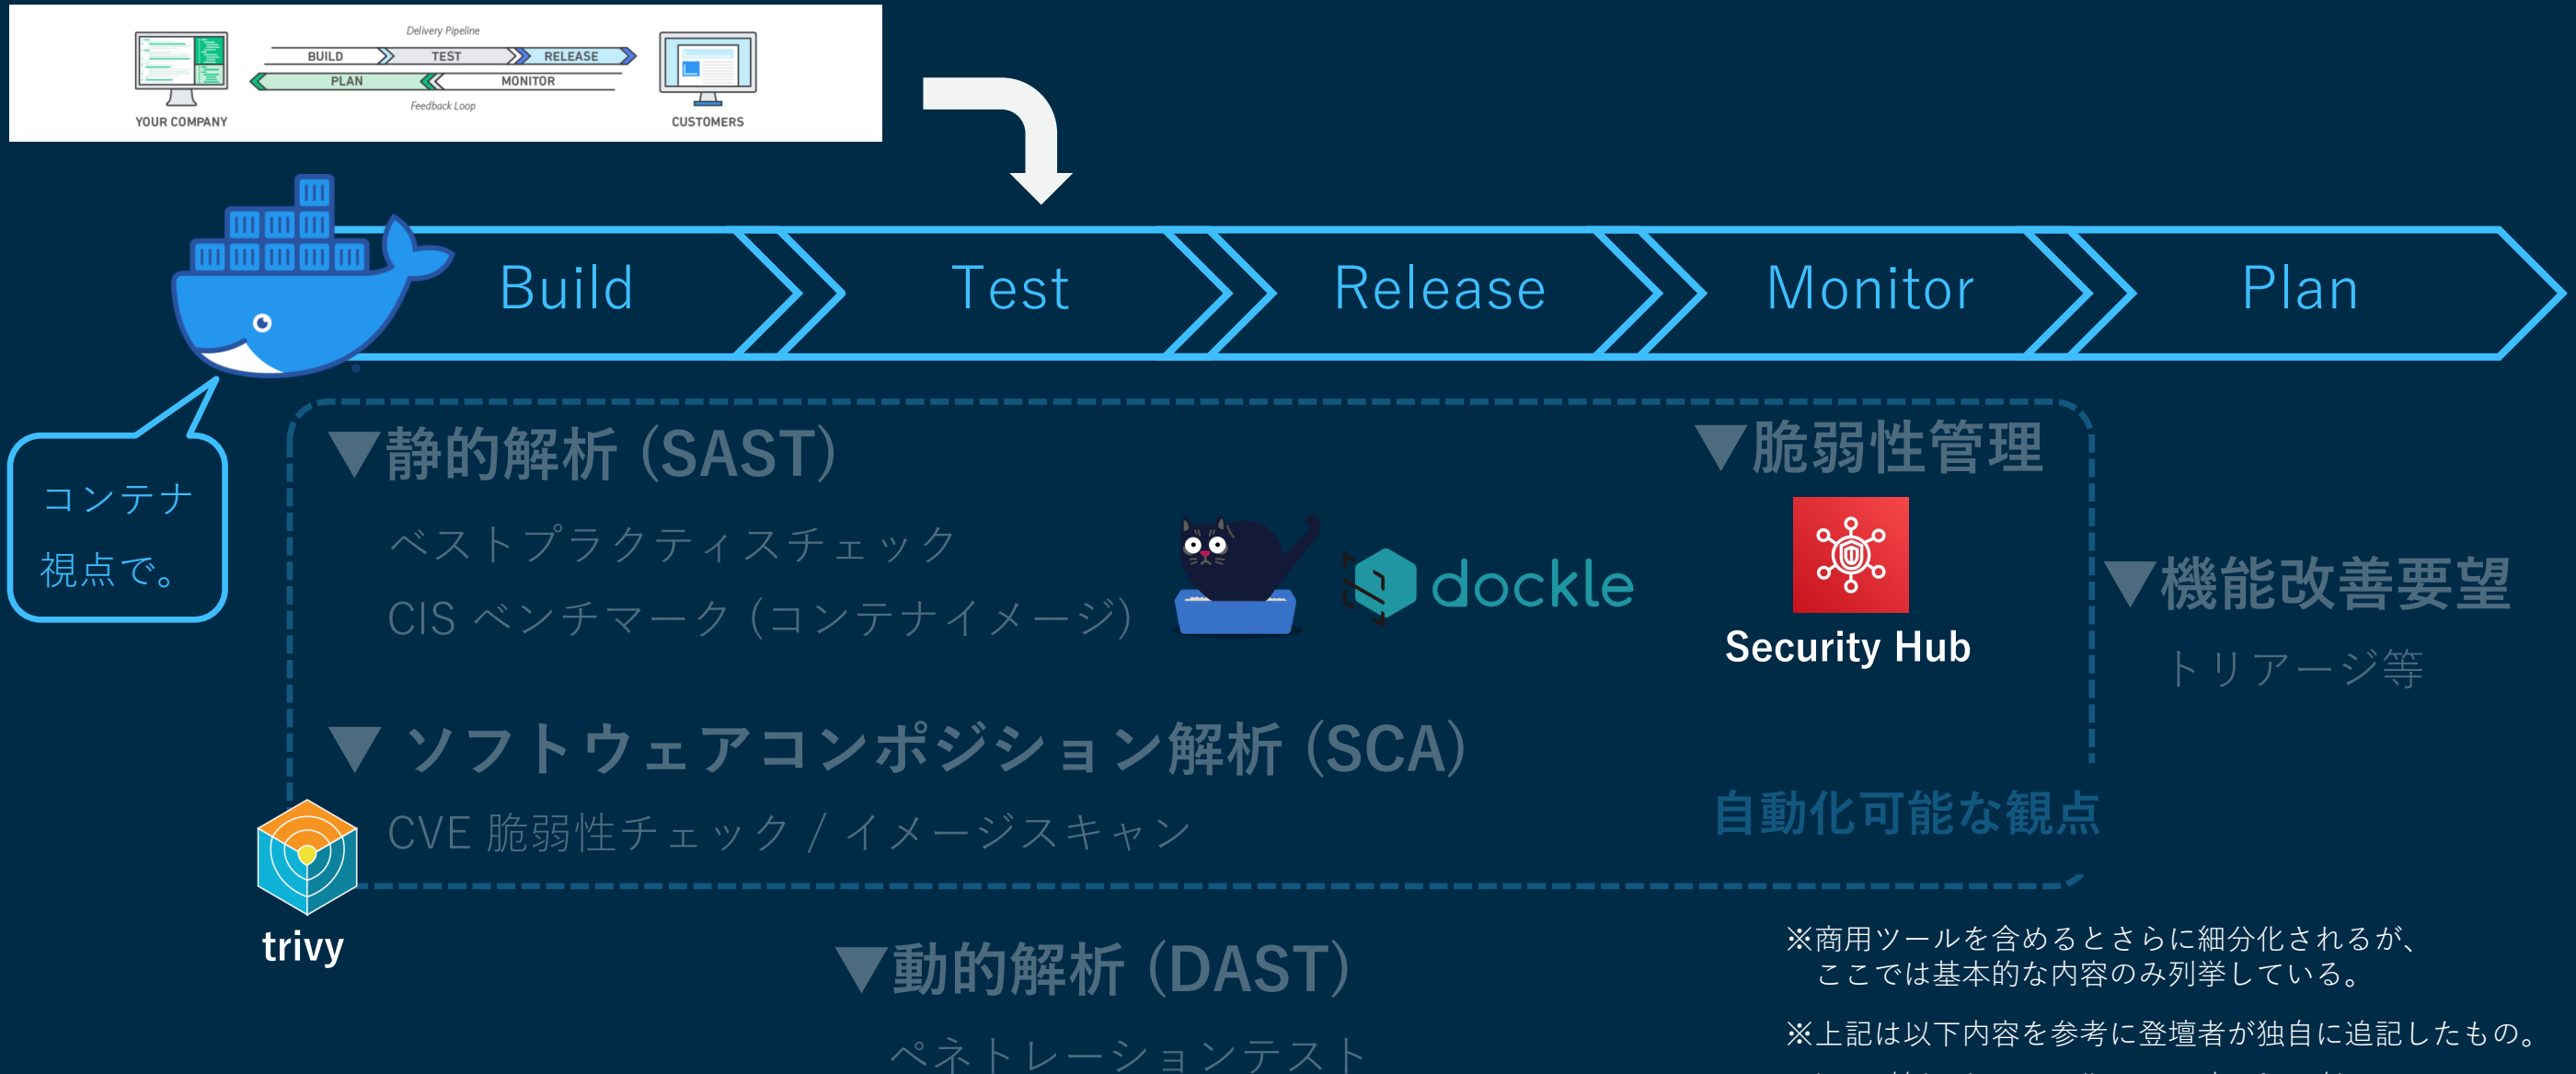 Delivery Pipeline
BUILD TEST RELEASE
PLAN MONITOR
Feedback Loop
YOUR COMPANY CUSTOMERS
Build Test Release Monitor Plan
コンテナ
視点で。
▼静的解析 (SAST)
ベストプラクティスチェック
CIS ベンチマーク (コンテナイメージ)
dockle
▼脆弱性管理
Security Hub
▼機能改善要望
トリアージ等
▼ ソフトウェアコンポジション解析 (SCA)
CVE 脆弱性チェック / イメージスキャン
自動化可能な観点
trivy
▼動的解析 (DAST)
ペネトレーションテスト
※商用ツールを含めるとさらに細分化されるが、
ここでは基本的な内容のみ列挙している。
※上記は以下内容を参考に登壇者が独自に追記したもの。